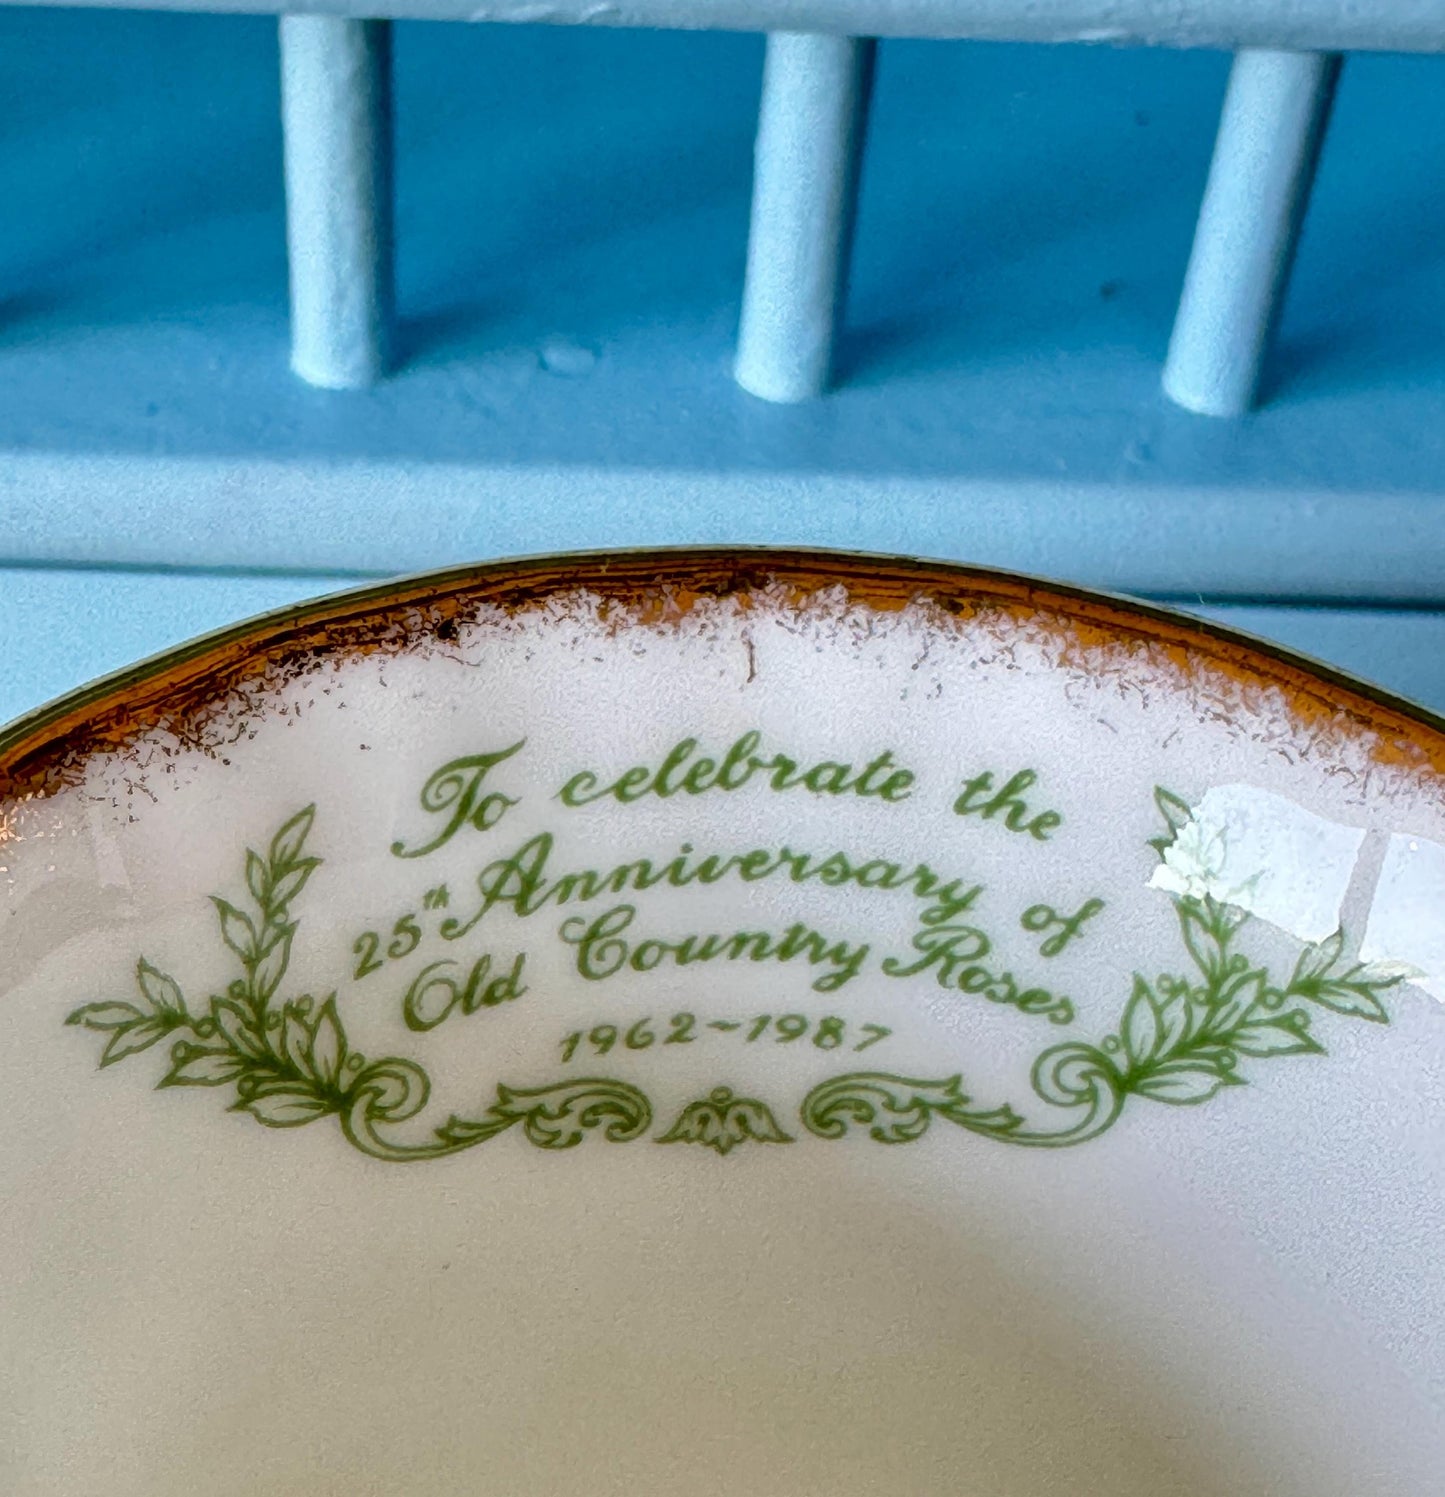 To celebrate the
25TH Anniversary of
Old Country Roses
1962~1987